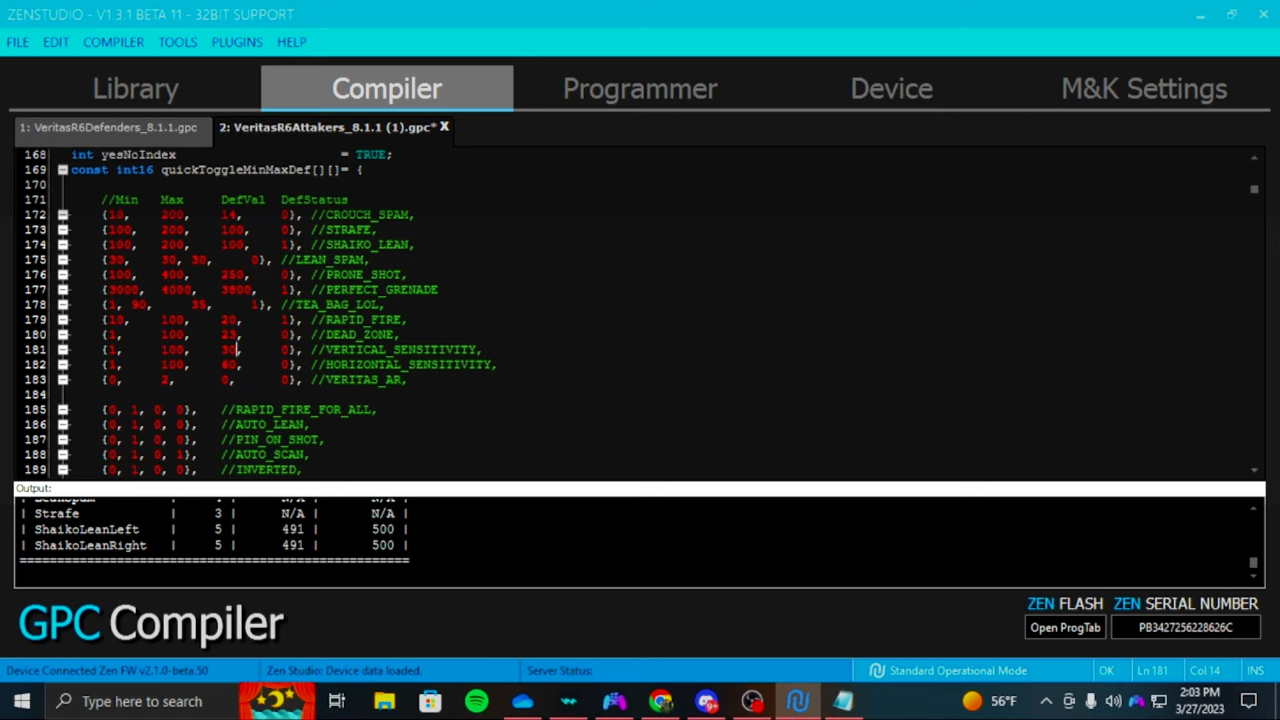 ZENSTUDIO - V1.3.1 BETA 11 - 32BIT SUPPORT
FILE EDIT COMPILER TOOLS PLUGINS HELP
Library Compiler Programmer Device M&K Settings
1: VeritasR6Defenders_8.1.1.gpc 2: VeritasR6Attakers_8.1.1 (1).gpc* X
168 int yesNoIndex = TRUE;
169 const int16 quickToggleMinMaxDef[][]= {
170
171 //Min Max DefVal DefStatus
172 {10, 200, 14, 0}, //CROUCH_SPAM,
173 {100, 200, 100, 0}, //STRAFE,
174 {100, 200, 100, 1}, //SHAIKO_LEAN,
175 {30, 30, 30, 0}, //LEAN_SPAM,
176 {100, 400, 250, 0}, //PRONE_SHOT,
177 {3000, 4000, 3800, 1}, //PERFECT_GRENADE
178 {1, 90, 35, 1}, //TEA_BAG_LOL,
179 {10, 100, 20, 1}, //RAPID_FIRE,
180 {1, 100, 23, 0}, //DEAD_ZONE,
181 {1, 100, 30, 0}, //VERTICAL_SENSITIVITY,
182 {1, 100, 60, 0}, //HORIZONTAL_SENSITIVITY,
183 {0, 2, 0, 0}, //VERITAS_AR,
184
185 {0, 1, 0, 0}, //RAPID_FIRE_FOR_ALL,
186 {0, 1, 0, 0}, //AUTO_LEAN,
187 {0, 1, 0, 0}, //PIN_ON_SHOT,
188 {0, 1, 0, 1}, //AUTO_SCAN,
189 {0, 1, 0, 0}, //INVERTED,
Output:
| Strafe | 3 | N/A | N/A |
| ShaikoLeanLeft | 5 | 491 | 500 |
| ShaikoLeanRight | 5 | 491 | 500 |
====================================================
GPC Compiler
ZEN FLASH ZEN SERIAL NUMBER
Open ProgTab PB3427256228626C
Device Connected Zen FW v2.1.0-beta.50 Zen Studio: Device data loaded. Server Status: Standard Operational Mode OK Ln 181 Col 14 INS
Type here to search 56°F 2:03 PM
3/27/2023